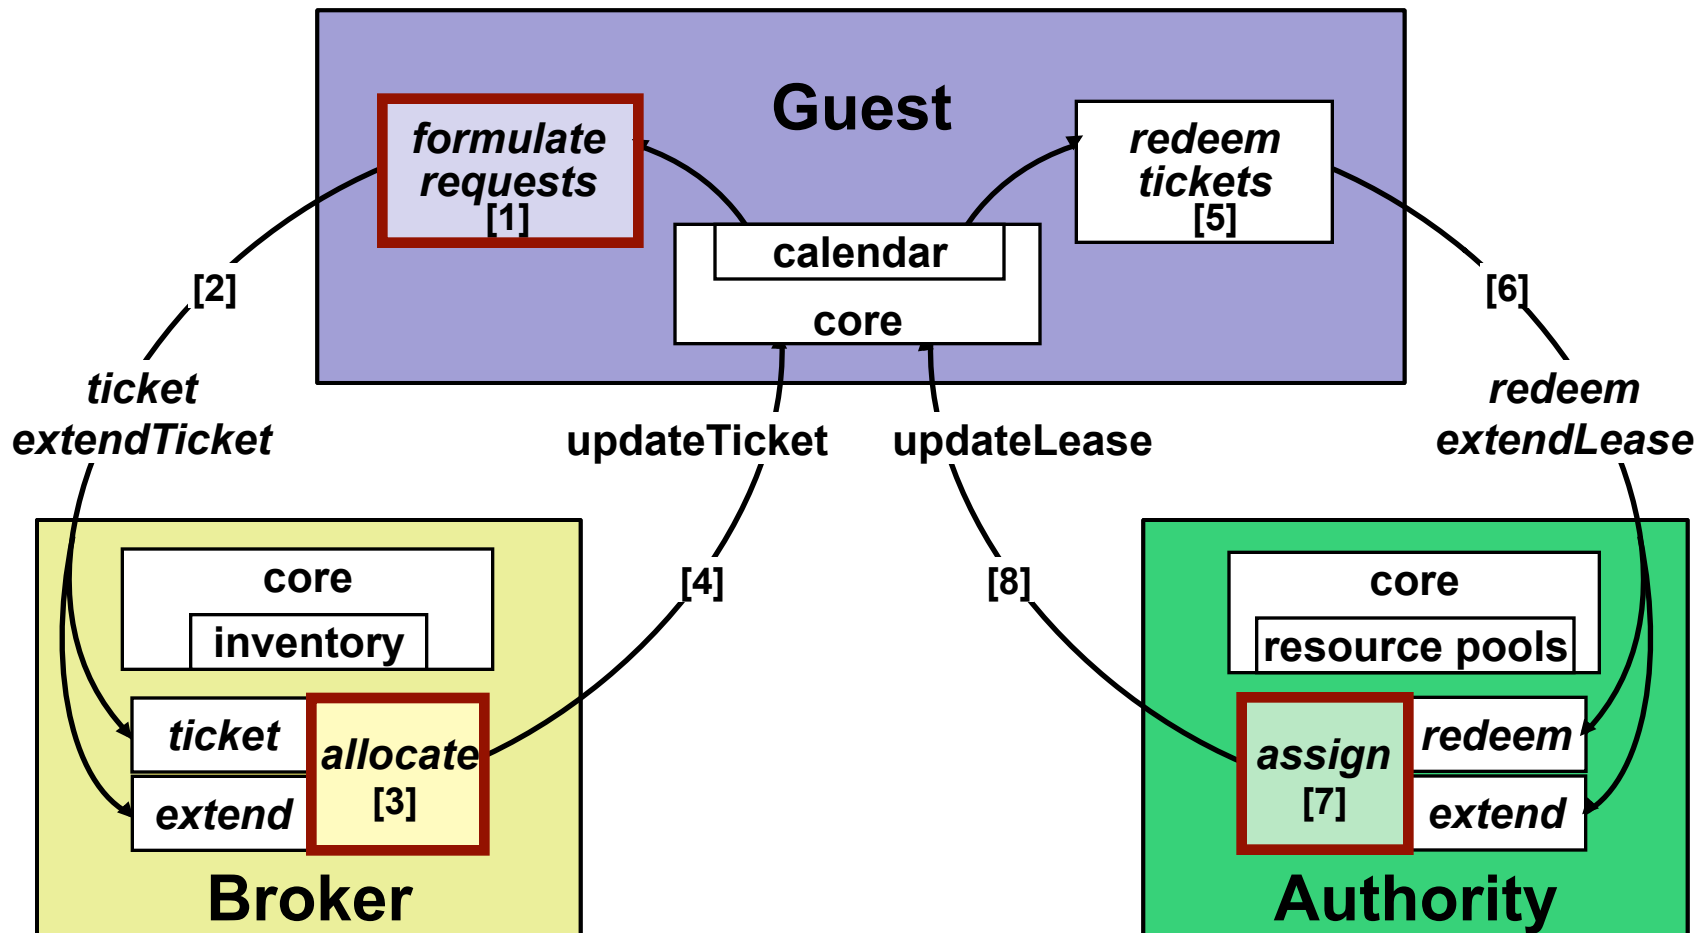 Guest
formulate
requests
[1]
redeem
tickets
[5]
calendar
core
[2]
[6]
ticket
extendTicket
updateTicket
updateLease
redeem
extendLease
[4]
[8]
core
inventory
ticket
extend
allocate
[3]
Broker
core
resource pools
assign
[7]
redeem
extend
Authority